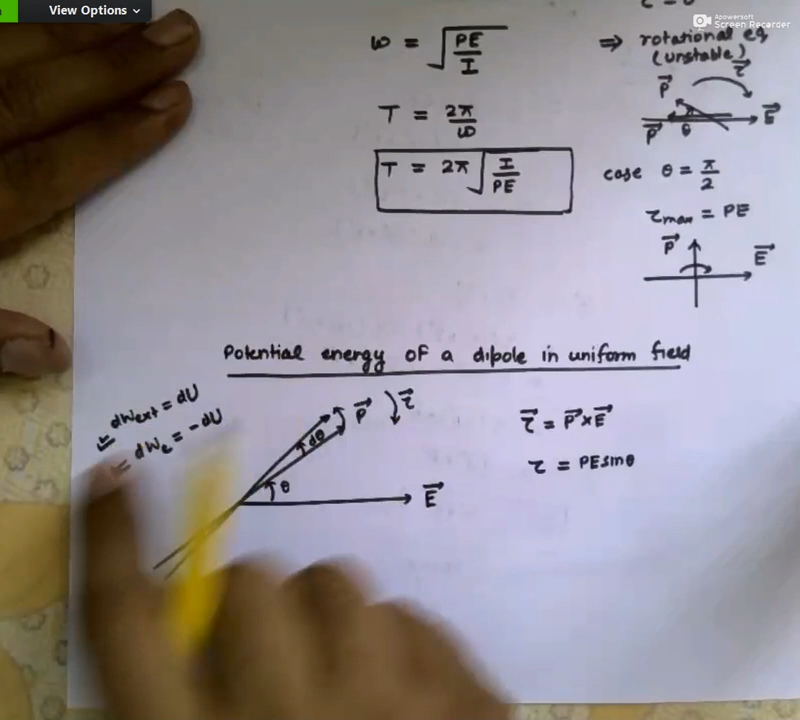 View Options
Apowersoft
Screen Recorder
ω = √PE/I
⇒ rotational eq
(unstable)
P⃗ τ⃗
E⃗
P⃗ θ
T = 2π/ω
T = 2π √I/PE
case θ = π/2
τmax = PE
P⃗ E⃗
Potential energy of a dipole in uniform field
dWext = dU
dWe = -dU
P⃗ τ⃗
dθ
θ
E⃗
τ⃗ = P⃗ × E⃗
τ = PE sinθ